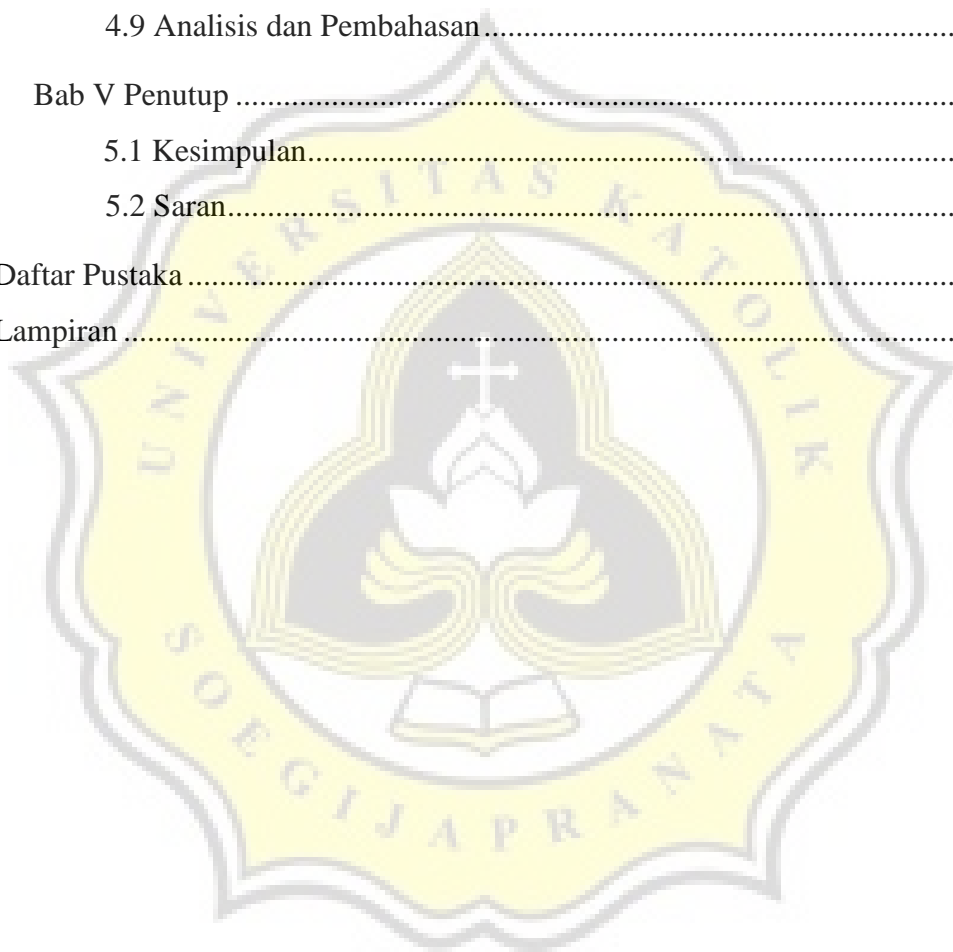 4.9 Analisis dan Pembahasan................................................................
Bab V Penutup ................................................................................................
5.1 Kesimpulan.........................................................................................
5.2 Saran...................................................................................................
Daftar Pustaka ......................................................................................................
Lampiran ..............................................................................................................
UNIVERSITAS KATOLIK
SOEGIJAPRANATA